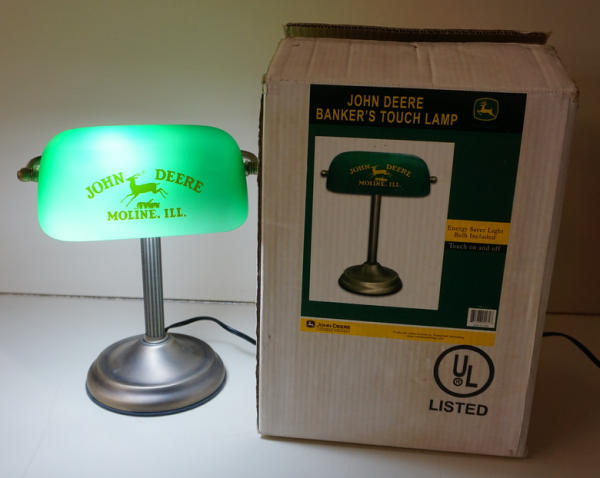 JOHN DEERE
MOLINE, ILL.
JOHN DEERE
BANKER'S TOUCH LAMP
JOHN DEERE
MOLINE, ILL.
Energy Saver Light
Bulb Included
Touch on and off
JOHN DEERE
UL
®
LISTED